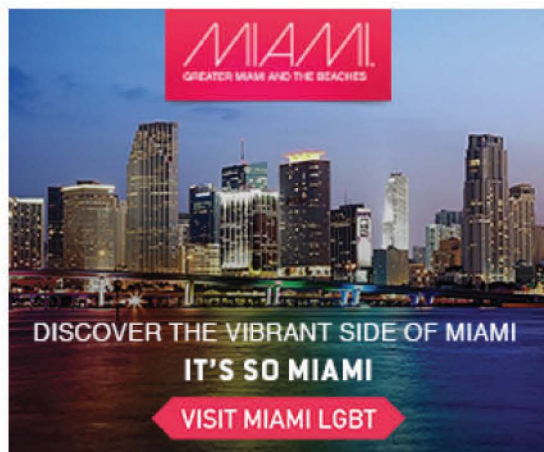 MIAMI.
GREATER MIAMI AND THE BEACHES
DISCOVER THE VIBRANT SIDE OF MIAMI
IT'S SO MIAMI
VISIT MIAMI LGBT